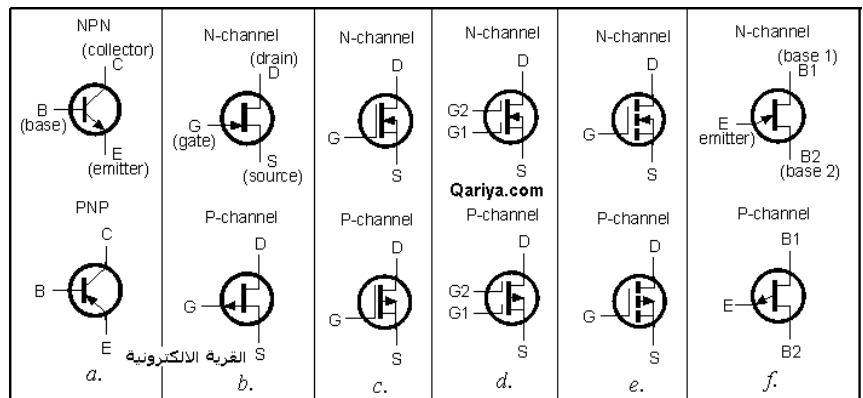 NPN
(collector)
C
B
(base)
E
(emitter)
PNP
C
B
E
a.
N-channel
(drain)
D
G
(gate)
S
(source)
P-channel
D
G
S
القرية الالكترونية
b.
N-channel
D
G
S
P-channel
D
G
S
c.
N-channel
D
G2
G1
S
Qariya.com
P-channel
D
G2
G1
S
d.
N-channel
D
G
S
P-channel
D
G
S
e.
N-channel
(base 1)
B1
E
emitter)
B2
(base 2)
P-channel
B1
E
B2
f.